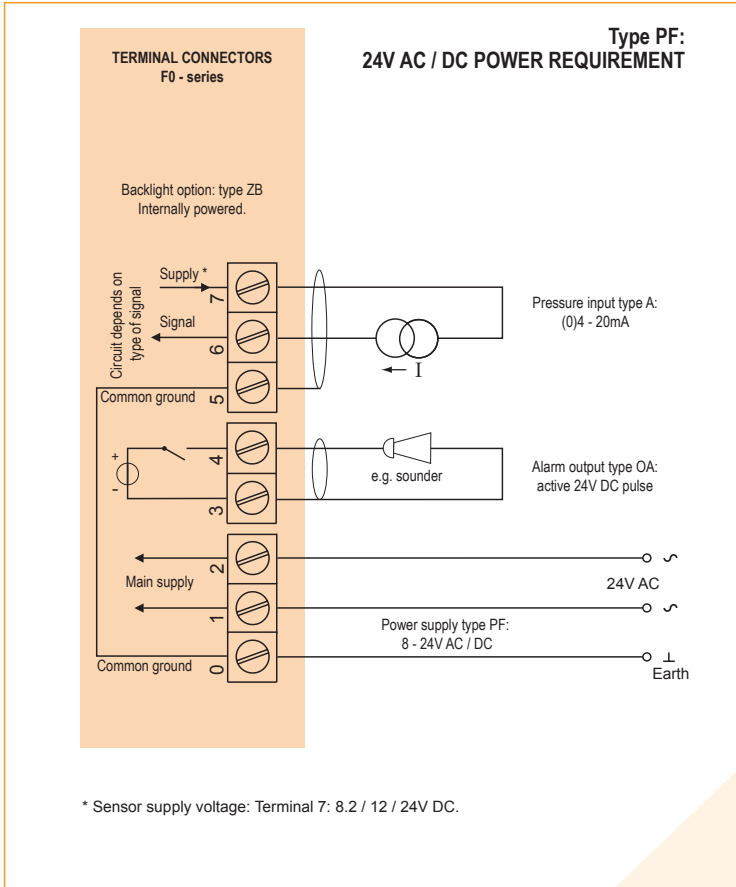 Type PF:
24V AC / DC POWER REQUIREMENT
TERMINAL CONNECTORS
F0 - series
Backlight option: type ZB
Internally powered.
Circuit depends on
type of signal
Supply *
7
Signal
6
Common ground
5
I
Pressure input type A:
(0)4 - 20mA
+
-
4
3
e.g. sounder
Alarm output type OA:
active 24V DC pulse
2
Main supply
1
24V AC
Power supply type PF:
8 - 24V AC / DC
Common ground
0
Earth
* Sensor supply voltage: Terminal 7: 8.2 / 12 / 24V DC.